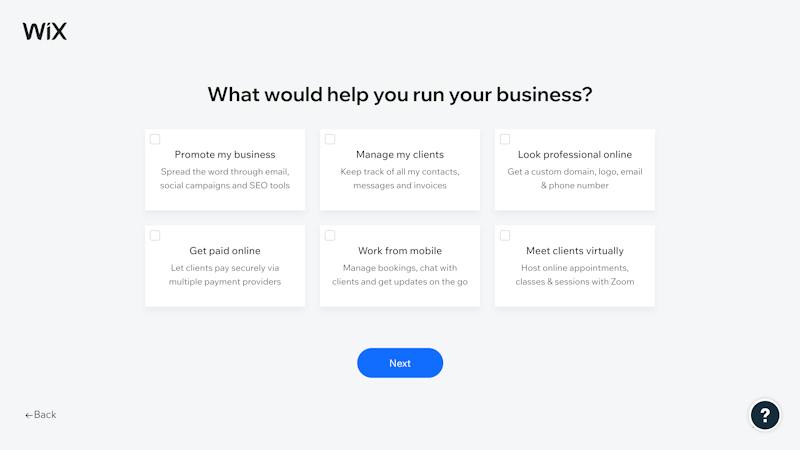 WiX
What would help you run your business?
Promote my business
Spread the word through email,
social campaigns and SEO tools
Manage my clients
Keep track of all my contacts,
messages and invoices
Look professional online
Get a custom domain, logo, email
& phone number
Get paid online
Let clients pay securely via
multiple payment providers
Work from mobile
Manage bookings, chat with
clients and get updates on the go
Meet clients virtually
Host online appointments,
classes & sessions with Zoom
Next
←Back
?